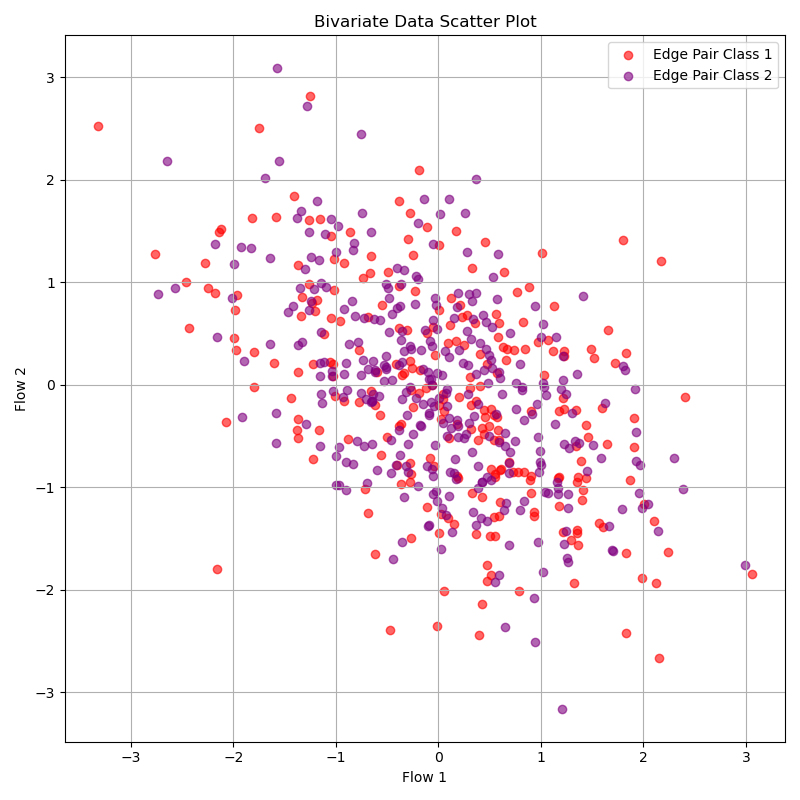 Bivariate Data Scatter Plot
Edge Pair Class 1
Edge Pair Class 2
3
2
1
0
−1
−2
−3
Flow 2
−3
−2
−1
0
1
2
3
Flow 1